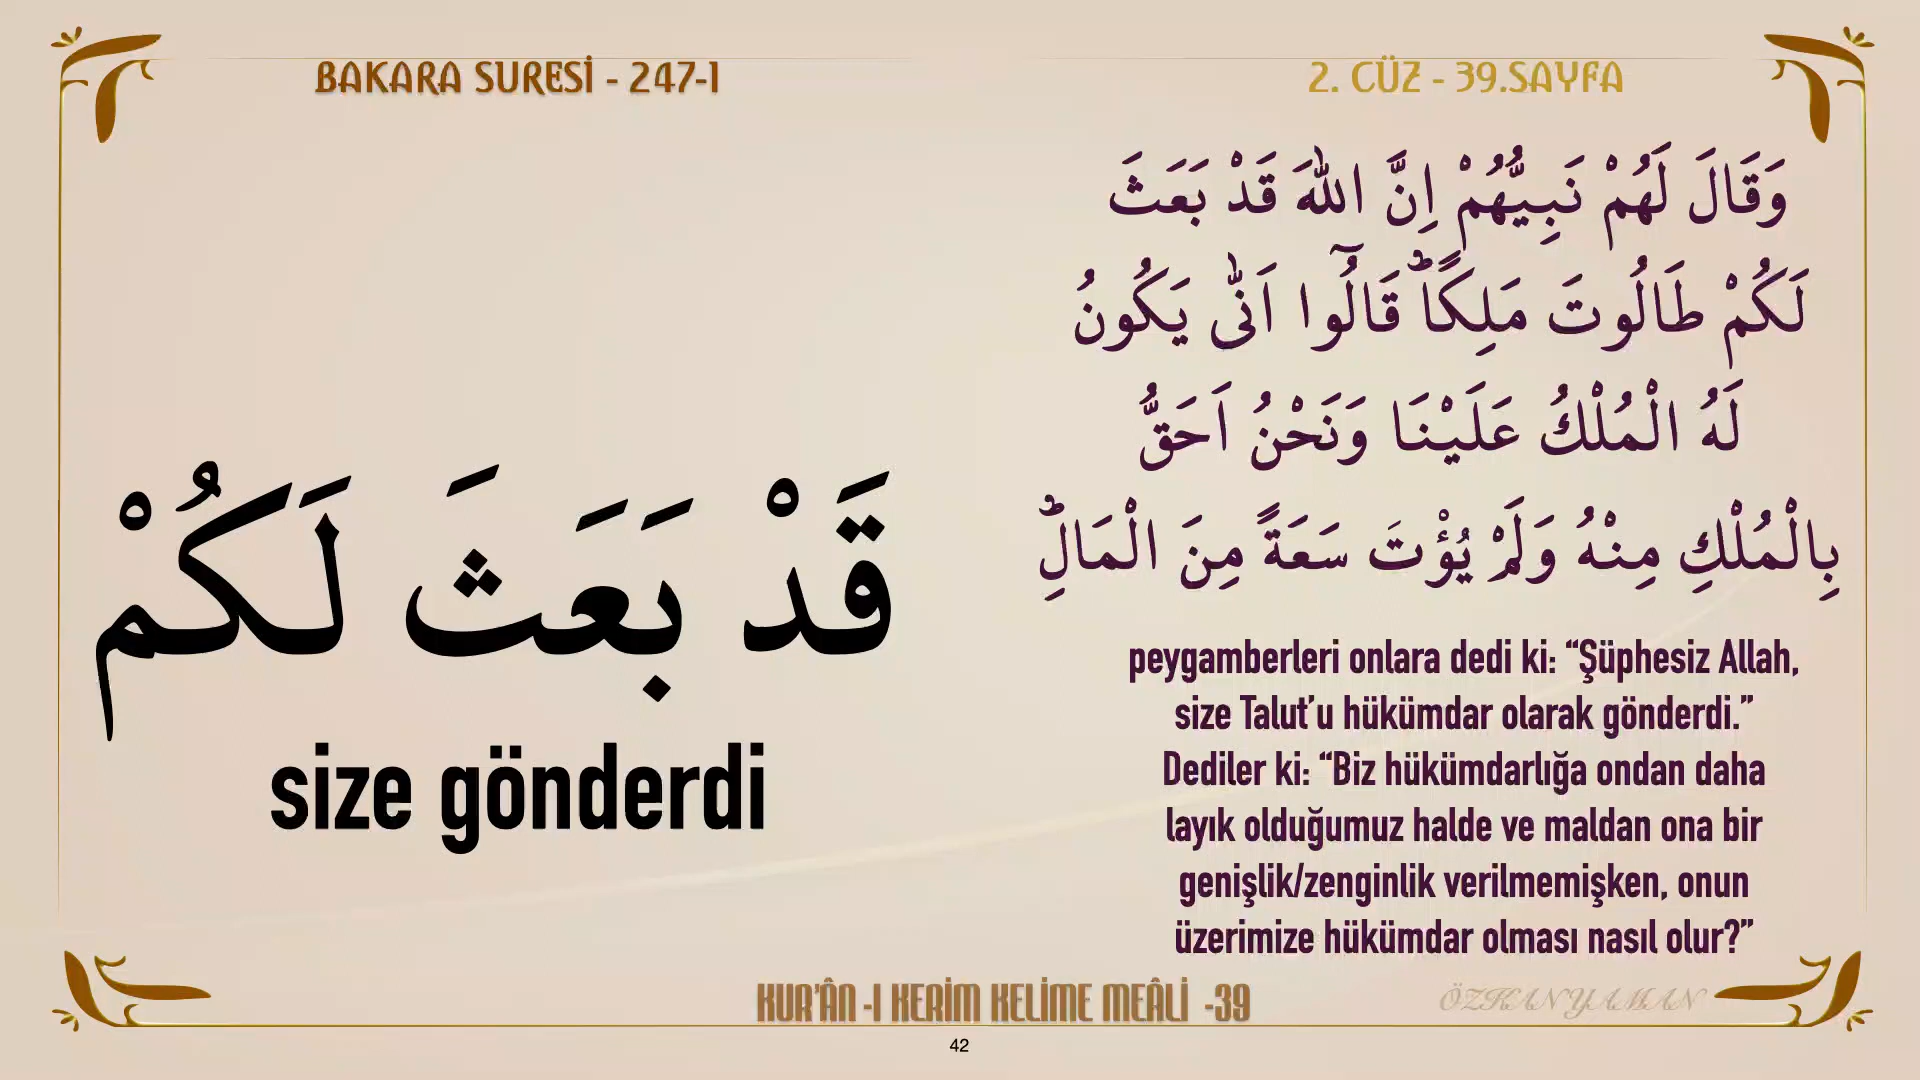 BAKARA SURESİ - 247-1
2. CÜZ - 39.SAYFA
قَدْ بَعَثَ لَكُمْ
size gönderdi
وَقَالَ لَهُمْ نَبِيُّهُمْ اِنَّ اللّٰهَ قَدْ بَعَثَ
لَكُمْ طَالُوتَ مَلِكًاۜ قَالُٓوا اَنّٰى يَكُونُ
لَهُ الْمُلْكُ عَلَيْنَا وَنَحْنُ اَحَقُّ
بِالْمُلْكِ مِنْهُ وَلَمْ يُؤْتَ سَعَةً مِنَ الْمَالِۜ
peygamberleri onlara dedi ki: “Şüphesiz Allah,
size Talut’u hükümdar olarak gönderdi.”
Dediler ki: “Biz hükümdarlığa ondan daha
layık olduğumuz halde ve maldan ona bir
genişlik/zenginlik verilmemişken, onun
üzerimize hükümdar olması nasıl olur?”
KUR’ÂN -I KERİM KELİME MEÂLİ -39
ÖZKAN YAMAN
42